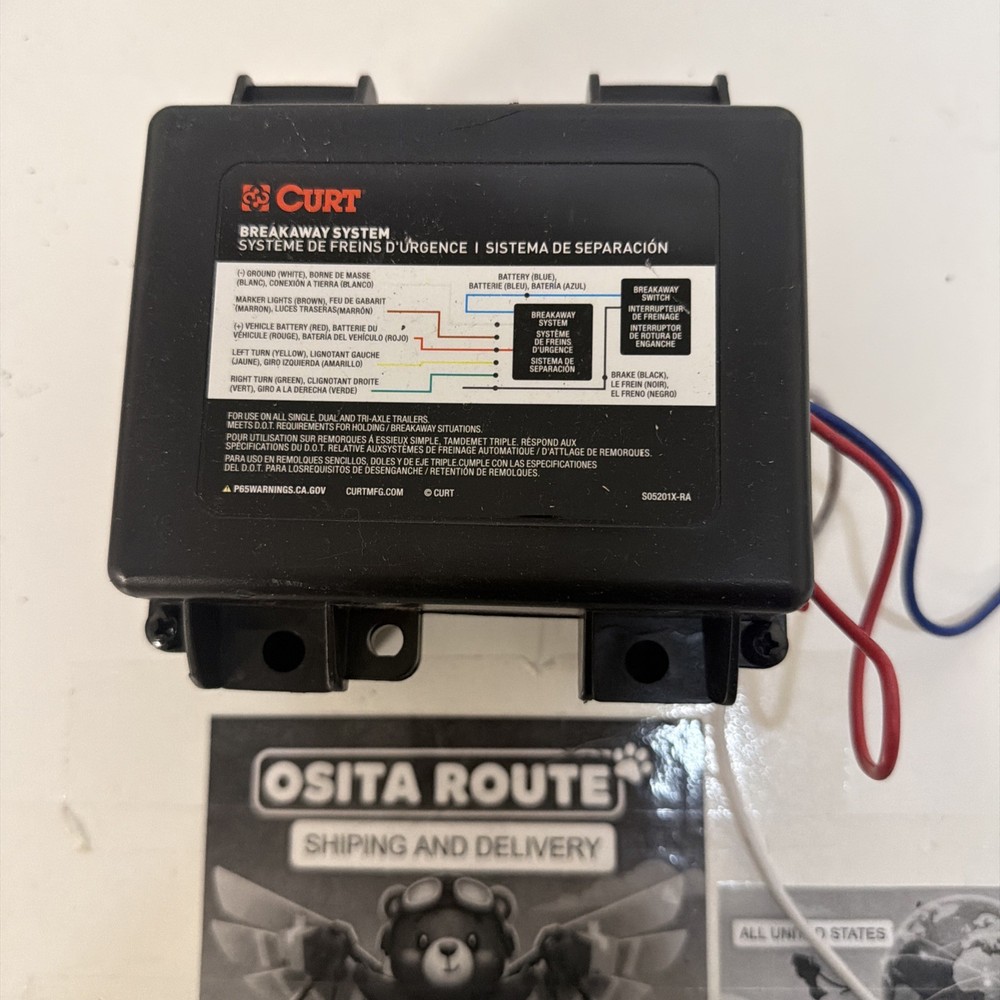 CURT
BREAKAWAY SYSTEM
SYSTÈME DE FREINS D'URGENCE | SISTEMA DE SEPARACIÓN
(-) GROUND (WHITE), BORNE DE MASSE
(BLANC), CONEXIÓN A TIERRA (BLANCO)
MARKER LIGHTS (BROWN), FEU DE GABARIT
(MARRON), LUCES TRASERAS(MARRÓN)
(+) VEHICLE BATTERY (RED), BATTERIE DU
VÉHICULE (ROUGE), BATERÍA DEL VEHÍCULO (ROJO)
LEFT TURN (YELLOW), LIGNOTANT GAUCHE
(JAUNE), GIRO IZQUIERDA (AMARILLO)
RIGHT TURN (GREEN), CLIGNOTANT DROITE
(VERT), GIRO A LA DERECHA (VERDE)
BATTERY (BLUE),
BATTERIE (BLEU), BATERÍA (AZUL)
BREAKAWAY
SYSTEM
SYSTÈME
DE FREINS
D'URGENCE
SISTEMA DE
SEPARACIÓN
BREAKAWAY
SWITCH
INTERRUPTEUR
DE FREINAGE
INTERRUPTOR
DE ROTURA DE
ENGANCHE
BRAKE (BLACK),
LE FREIN (NOIR),
EL FRENO (NEGRO)
FOR USE ON ALL SINGLE, DUAL AND TRI-AXLE TRAILERS.
MEETS D.O.T. REQUIREMENTS FOR HOLDING / BREAKAWAY SITUATIONS.
POUR UTILISATION SUR REMORQUES À ESSIEUX SIMPLE, TAMDEMET TRIPLE. RÉSPOND AUX
SPÉCIFICATIONS DU D.O.T. RELATIVE AUXSYSTÈMES DE FREINAGE AUTOMATIQUE / D'ATTLAGE DE REMORQUES.
PARA USO EN REMOLQUES SENCILLOS, DOLES Y DE EJE TRIPLE.CUMPLE CON LAS ESPECIFICATIONES
DEL D.O.T. PARA LOSREQUISITOS DE DESENGANCHE / RETENTIÓN DE REMOLQUES.
⚠ P65WARNINGS.CA.GOV CURTMFG.COM © CURT S05201X-RA
OSITA ROUTE
SHIPING AND DELIVERY
ALL UNITED STATES